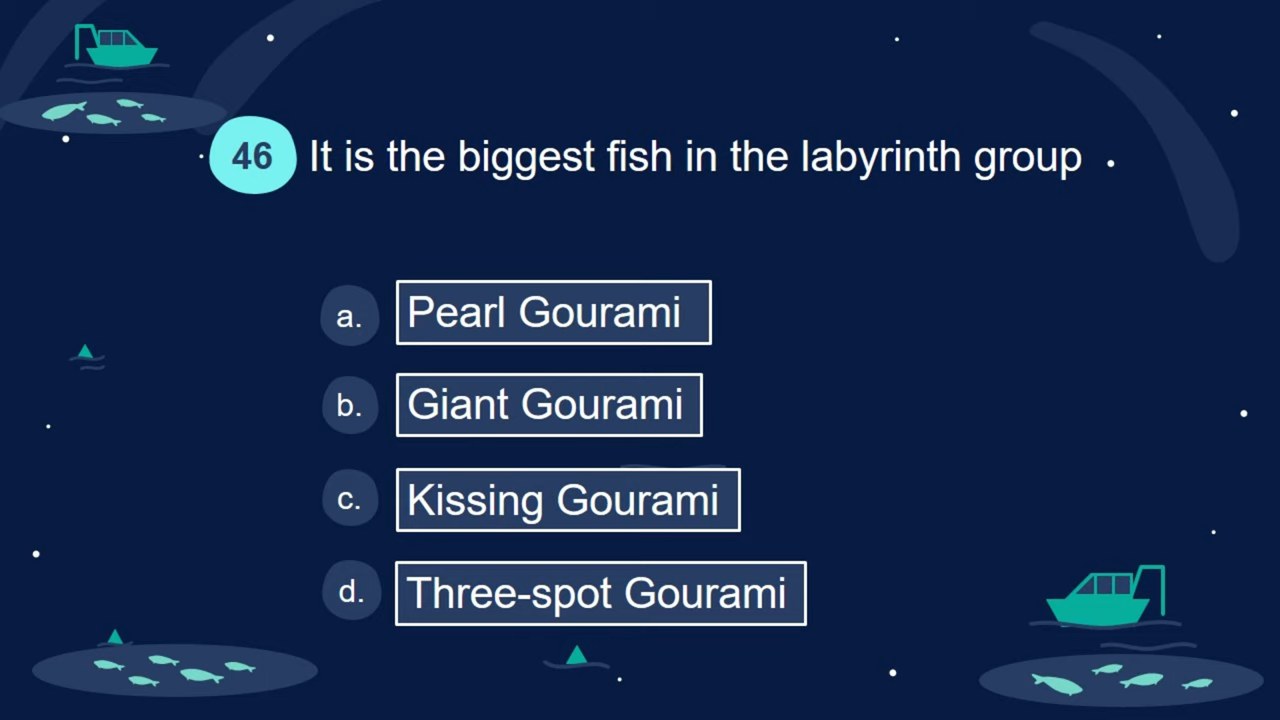 46 It is the biggest fish in the labyrinth group
a. Pearl Gourami
b. Giant Gourami
c. Kissing Gourami
d. Three-spot Gourami